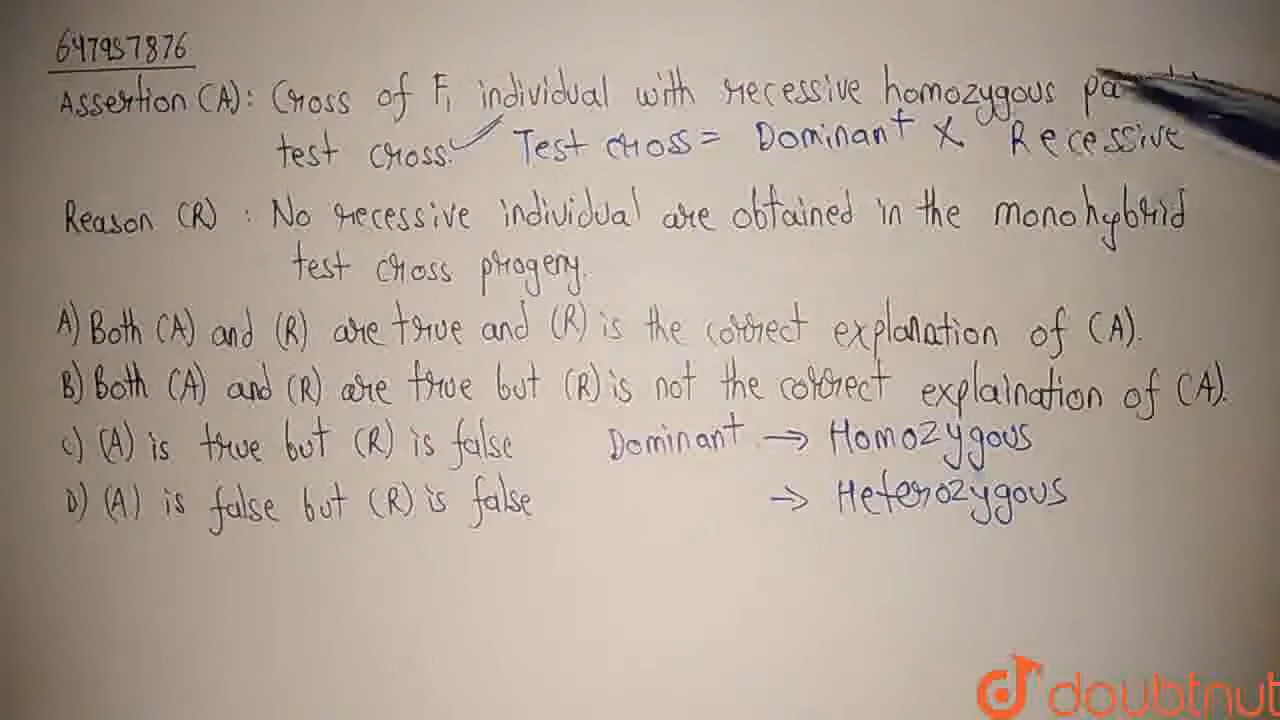 647957876
Assertion (A): Cross of F1 individual with recessive homozygous
test cross. Test cross = Dominant X Recessive
Reason (R) : No recessive individual are obtained in the monohybrid
test cross progeny.
A) Both (A) and (R) are true and (R) is the correct explanation of (A).
B) Both (A) and (R) are true but (R) is not the correct explaination of (A).
C) (A) is true but (R) is false Dominant → Homozygous
D) (A) is false but (R) is false → Heterozygous
doubtnut